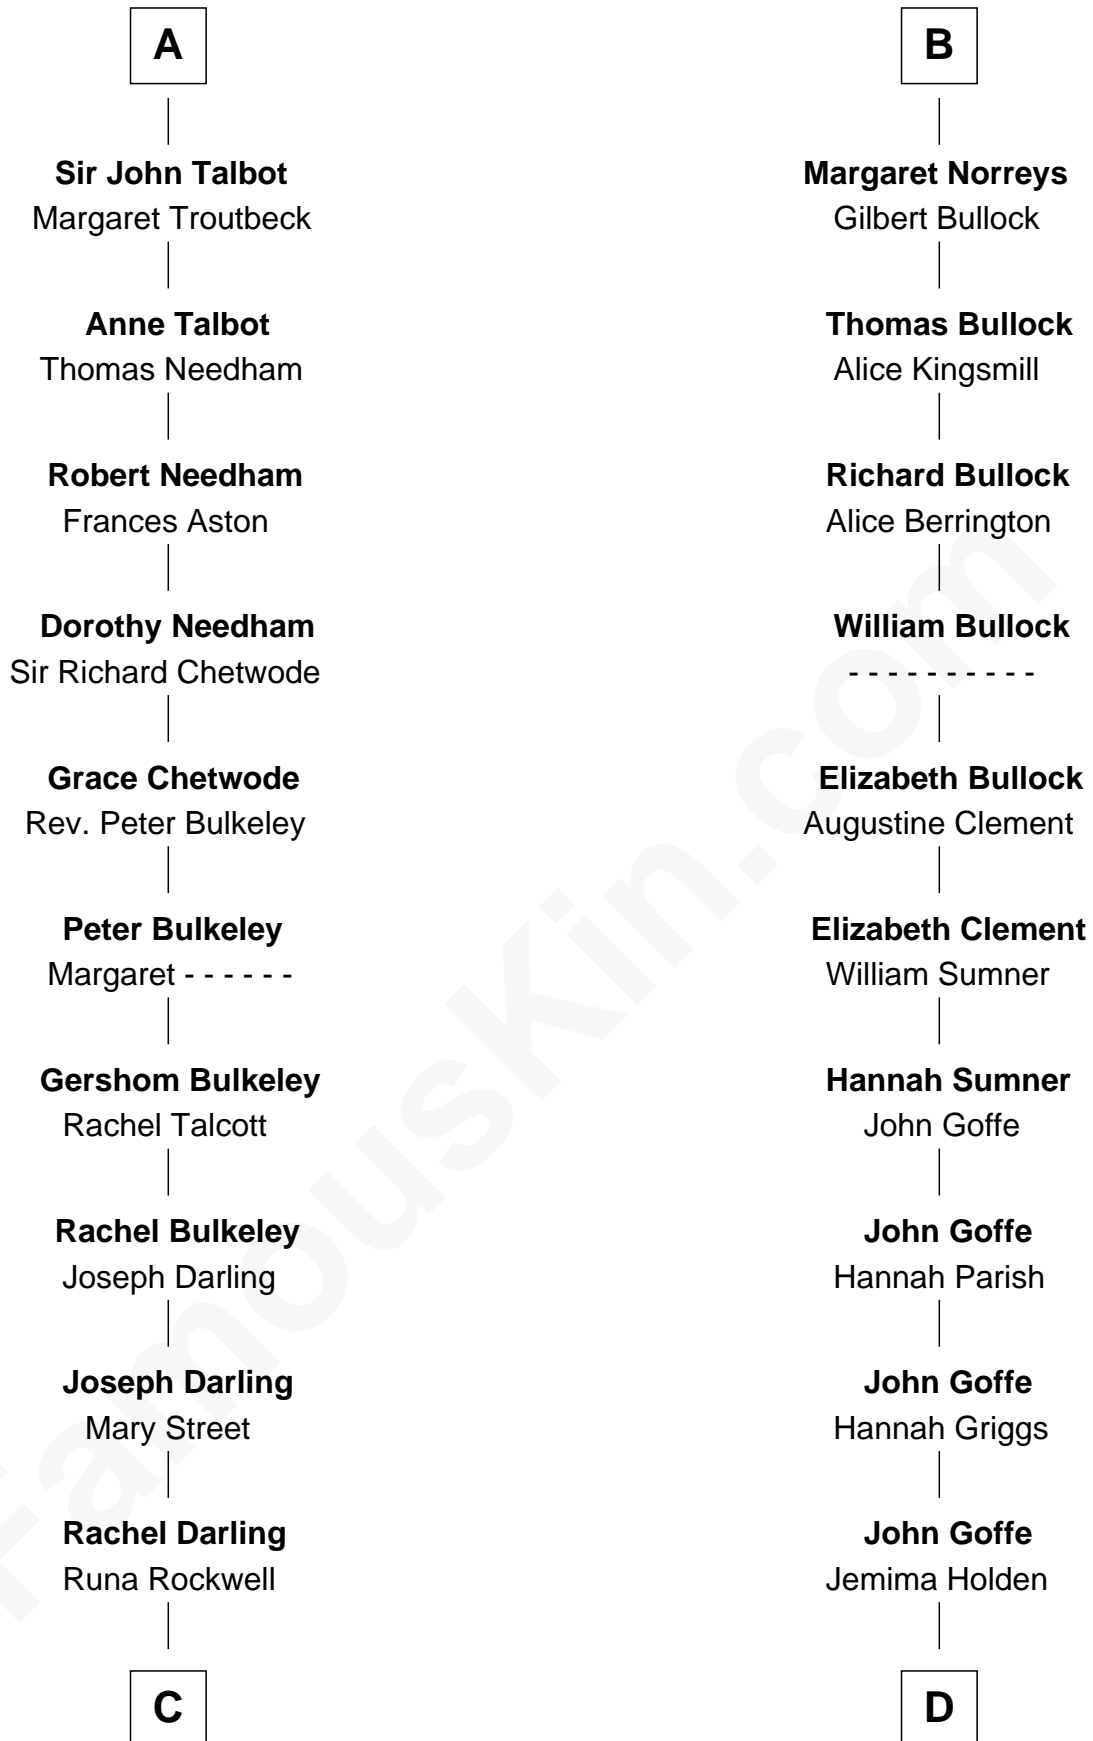 A
Sir John Talbot
Margaret Troutbeck
Anne Talbot
Thomas Needham
Robert Needham
Frances Aston
Dorothy Needham
Sir Richard Chetwode
Grace Chetwode
Rev. Peter Bulkeley
Peter Bulkeley
Margaret - - - - - -
Gershom Bulkeley
Rachel Talcott
Rachel Bulkeley
Joseph Darling
Joseph Darling
Mary Street
Rachel Darling
Runa Rockwell
C
B
Margaret Norreys
Gilbert Bullock
Thomas Bullock
Alice Kingsmill
Richard Bullock
Alice Berrington
William Bullock
- - - - - - - - - -
Elizabeth Bullock
Augustine Clement
Elizabeth Clement
William Sumner
Hannah Sumner
John Goffe
John Goffe
Hannah Parish
John Goffe
Hannah Griggs
John Goffe
Jemima Holden
D
FamousKin.com